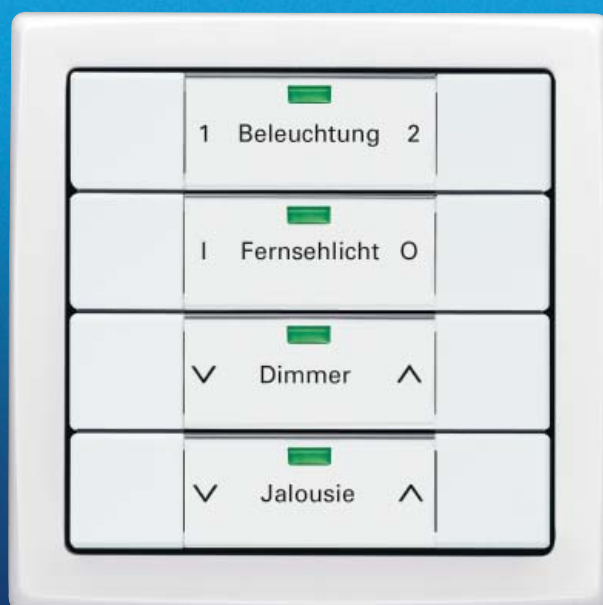 1 Beleuchtung 2
I Fernsehlicht O
∨ Dimmer ∧
∨ Jalousie ∧